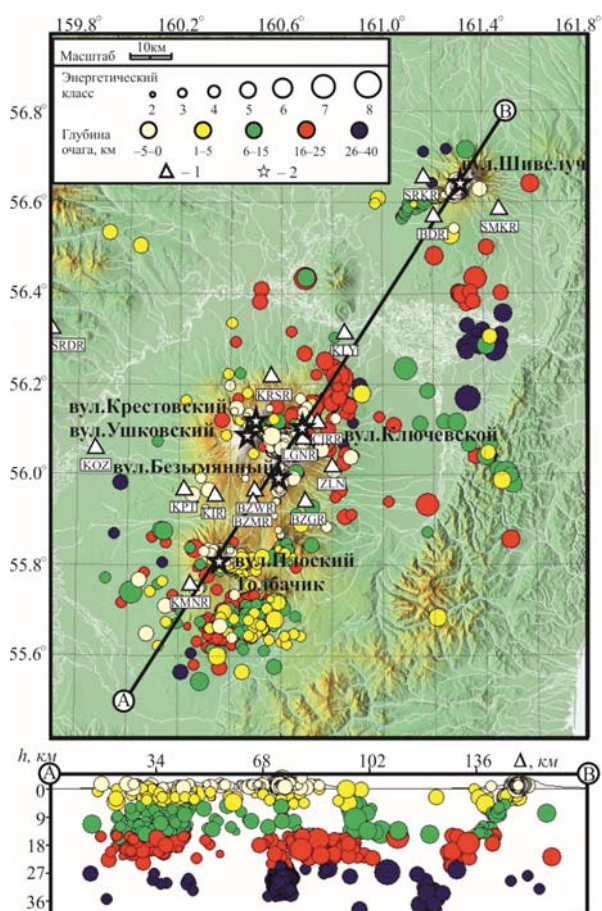 159.8° 160.2° 160.6° 161.0° 161.4° 161.8°
Масштаб 10км
Энергетический класс
2 3 4 5 6 7 8
Глубина очага, км
–5–0 1–5 6–15 16–25 26–40
– 1 – 2
56.8°
56.6°
56.4°
56.2°
56.0°
55.8°
55.6°
B
вул.Шивелуч
SRKR
BDR
SMKR
SRDR
KLY
KRSR
вул.Крестовский
вул.Ушковский
CIRR
вул.Ключевской
LGNR
KOZ
вул.Безымянный
ZLN
KPT
KIR
BZWR
BZMR
BZGR
вул.Плоский
Толбачик
KMNR
A
h, км 34 68 102 136 Δ, км
A B
0
9
18
27
36